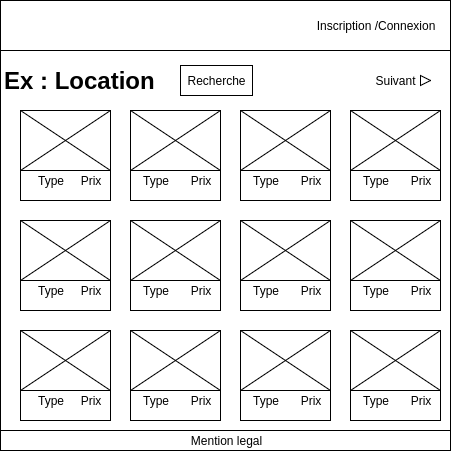 Inscription /Connexion
Ex : Location
Recherche
Suivant
Type Prix
Type Prix
Type Prix
Type Prix
Type Prix
Type Prix
Type Prix
Type Prix
Type Prix
Type Prix
Type Prix
Type Prix
Mention legal